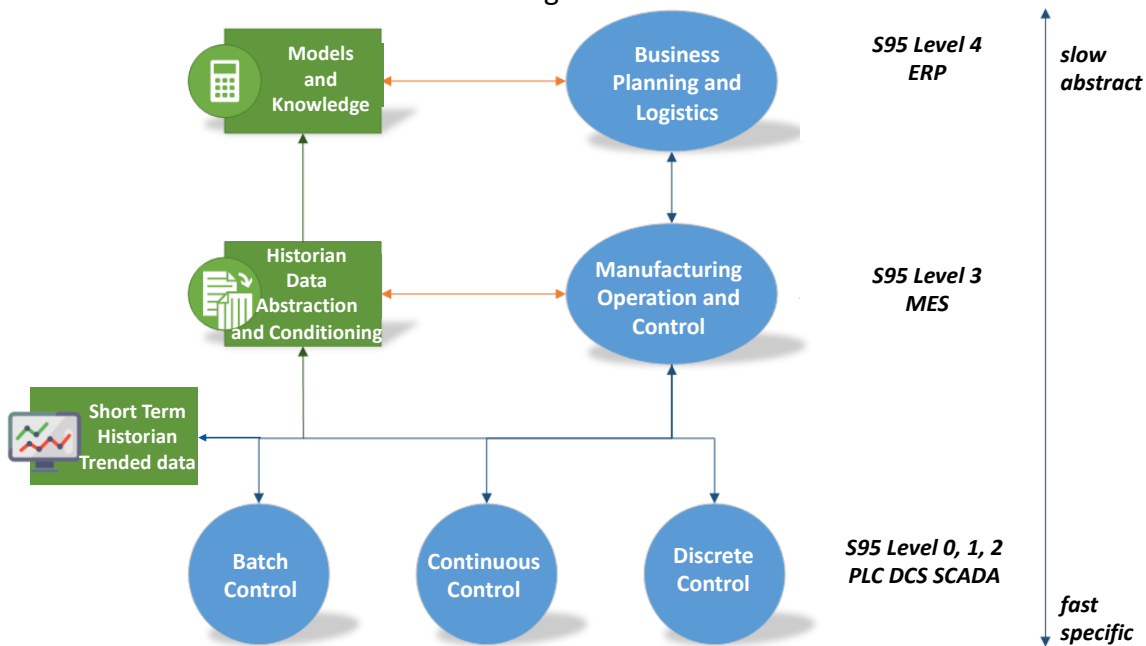 Models
and
Knowledge
Business
Planning and
Logistics
S95 Level 4
ERP
slow
abstract
Historian
Data
Abstraction
and Conditioning
Manufacturing
Operation and
Control
S95 Level 3
MES
Short Term
Historian
Trended data
Batch
Control
Continuous
Control
Discrete
Control
S95 Level 0, 1, 2
PLC DCS SCADA
fast
specific